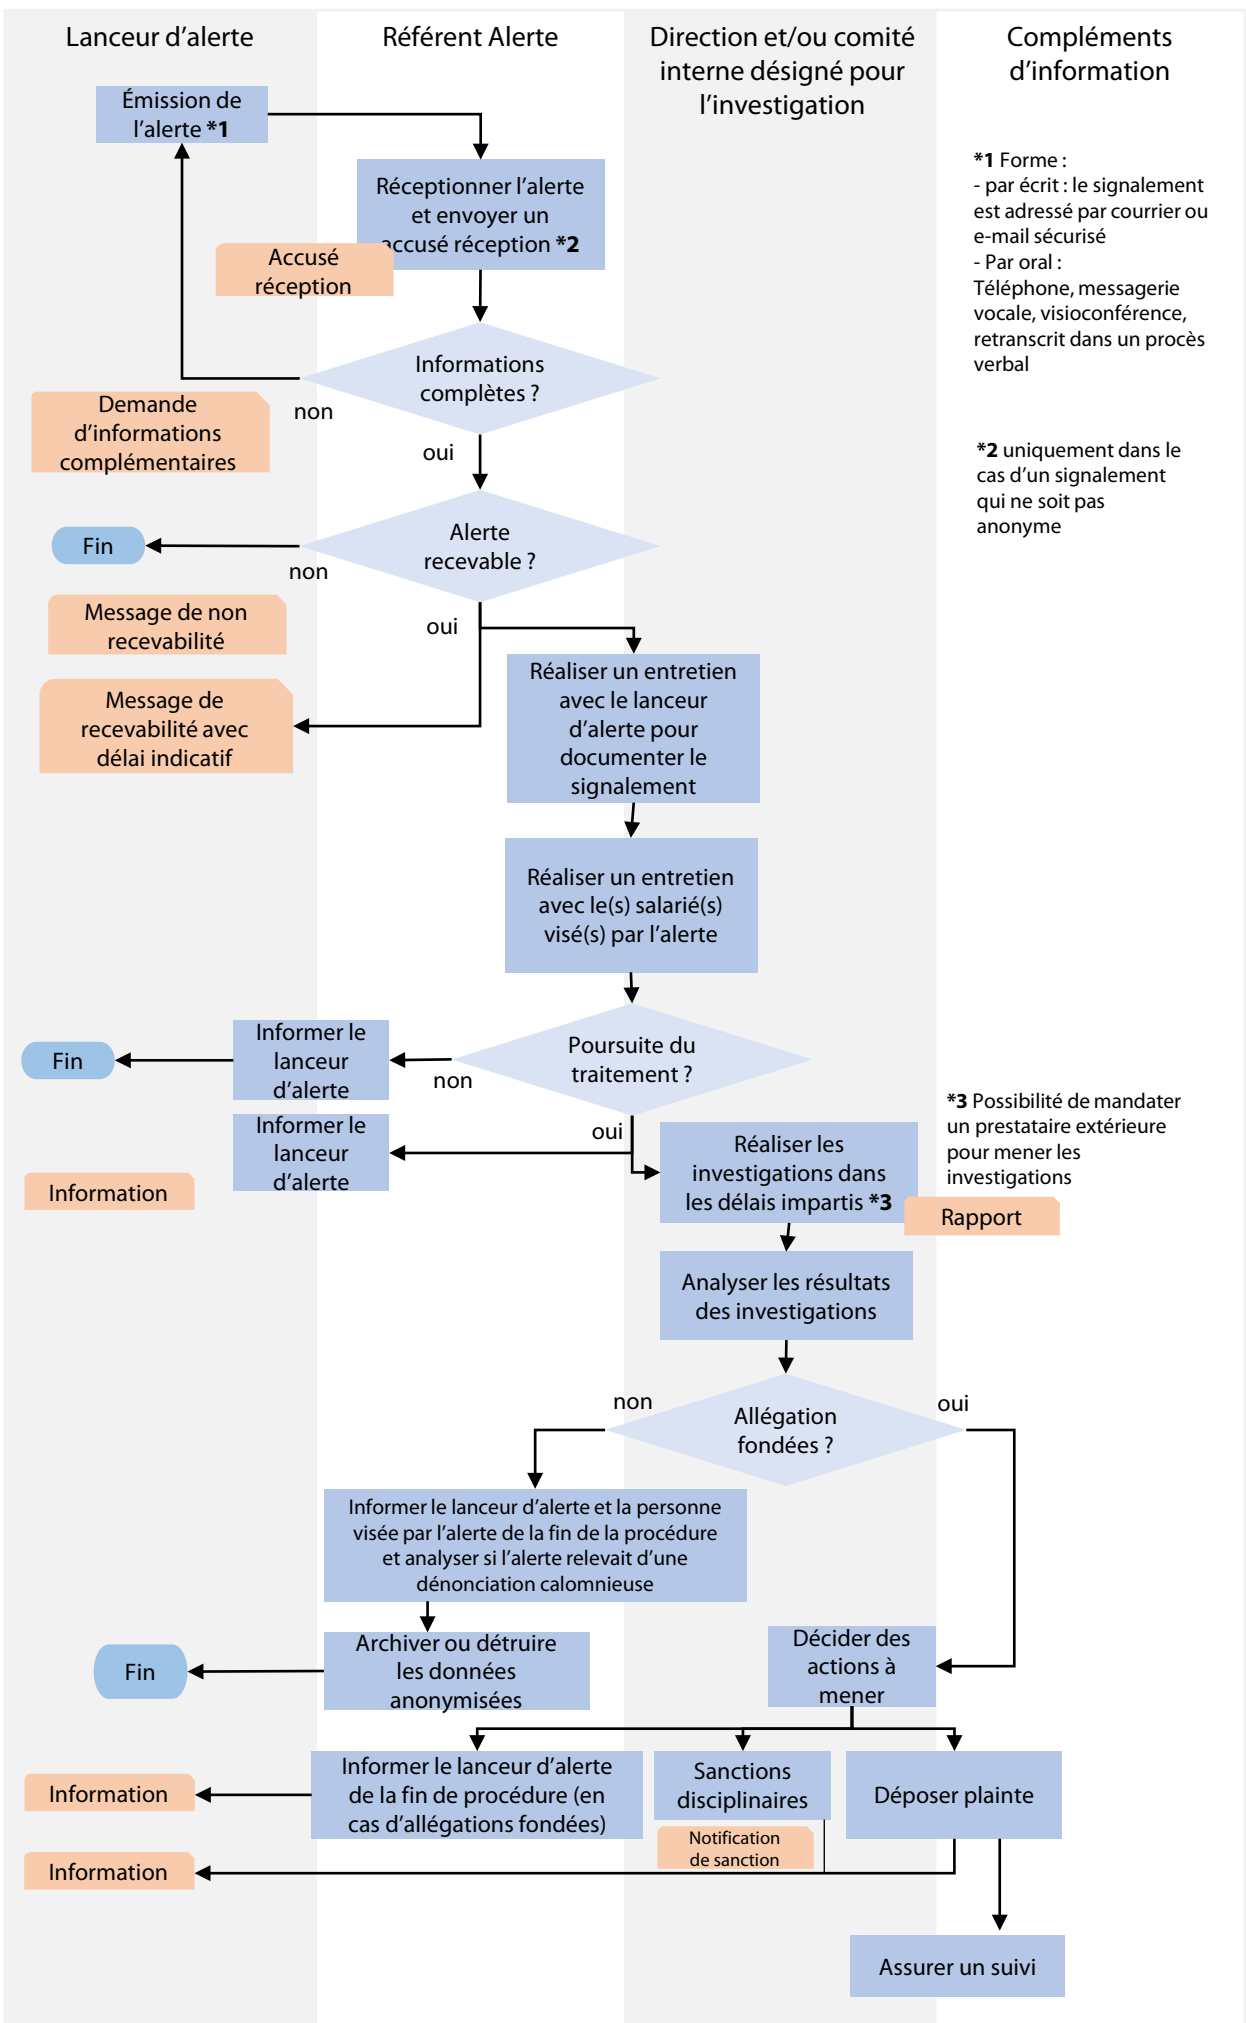 Lanceur d’alerte
Référent Alerte
Direction et/ou comité
interne désigné pour
l’investigation
Compléments
d’information
Émission de
l’alerte *1
Réceptionner l’alerte
et envoyer un
accusé réception *2
Accusé
réception
*1 Forme :
- par écrit : le signalement
est adressé par courrier ou
e-mail sécurisé
- Par oral :
Téléphone, messagerie
vocale, visioconférence,
retranscrit dans un procès
verbal
Informations
complètes ?
non
Demande
d’informations
complémentaires
oui
*2 uniquement dans le
cas d’un signalement
qui ne soit pas
anonyme
Alerte
recevable ?
Fin
non
Message de non
recevabilité
oui
Message de
recevabilité avec
délai indicatif
Réaliser un entretien
avec le lanceur
d’alerte pour
documenter le
signalement
Réaliser un entretien
avec le(s) salarié(s)
visé(s) par l’alerte
Poursuite du
traitement ?
non
Informer le
lanceur
d’alerte
Fin
oui
Informer le
lanceur
d’alerte
Information
Réaliser les
investigations dans
les délais impartis *3
*3 Possibilité de mandater
un prestataire extérieure
pour mener les
investigations
Rapport
Analyser les résultats
des investigations
Allégation
fondées ?
non
oui
Informer le lanceur d’alerte et la personne
visée par l’alerte de la fin de la procédure
et analyser si l’alerte relevait d’une
dénonciation calomnieuse
Archiver ou détruire
les données
anonymisées
Fin
Décider des
actions à
mener
Informer le lanceur d’alerte
de la fin de procédure (en
cas d’allégations fondées)
Information
Sanctions
disciplinaires
Notification
de sanction
Déposer plainte
Information
Assurer un suivi